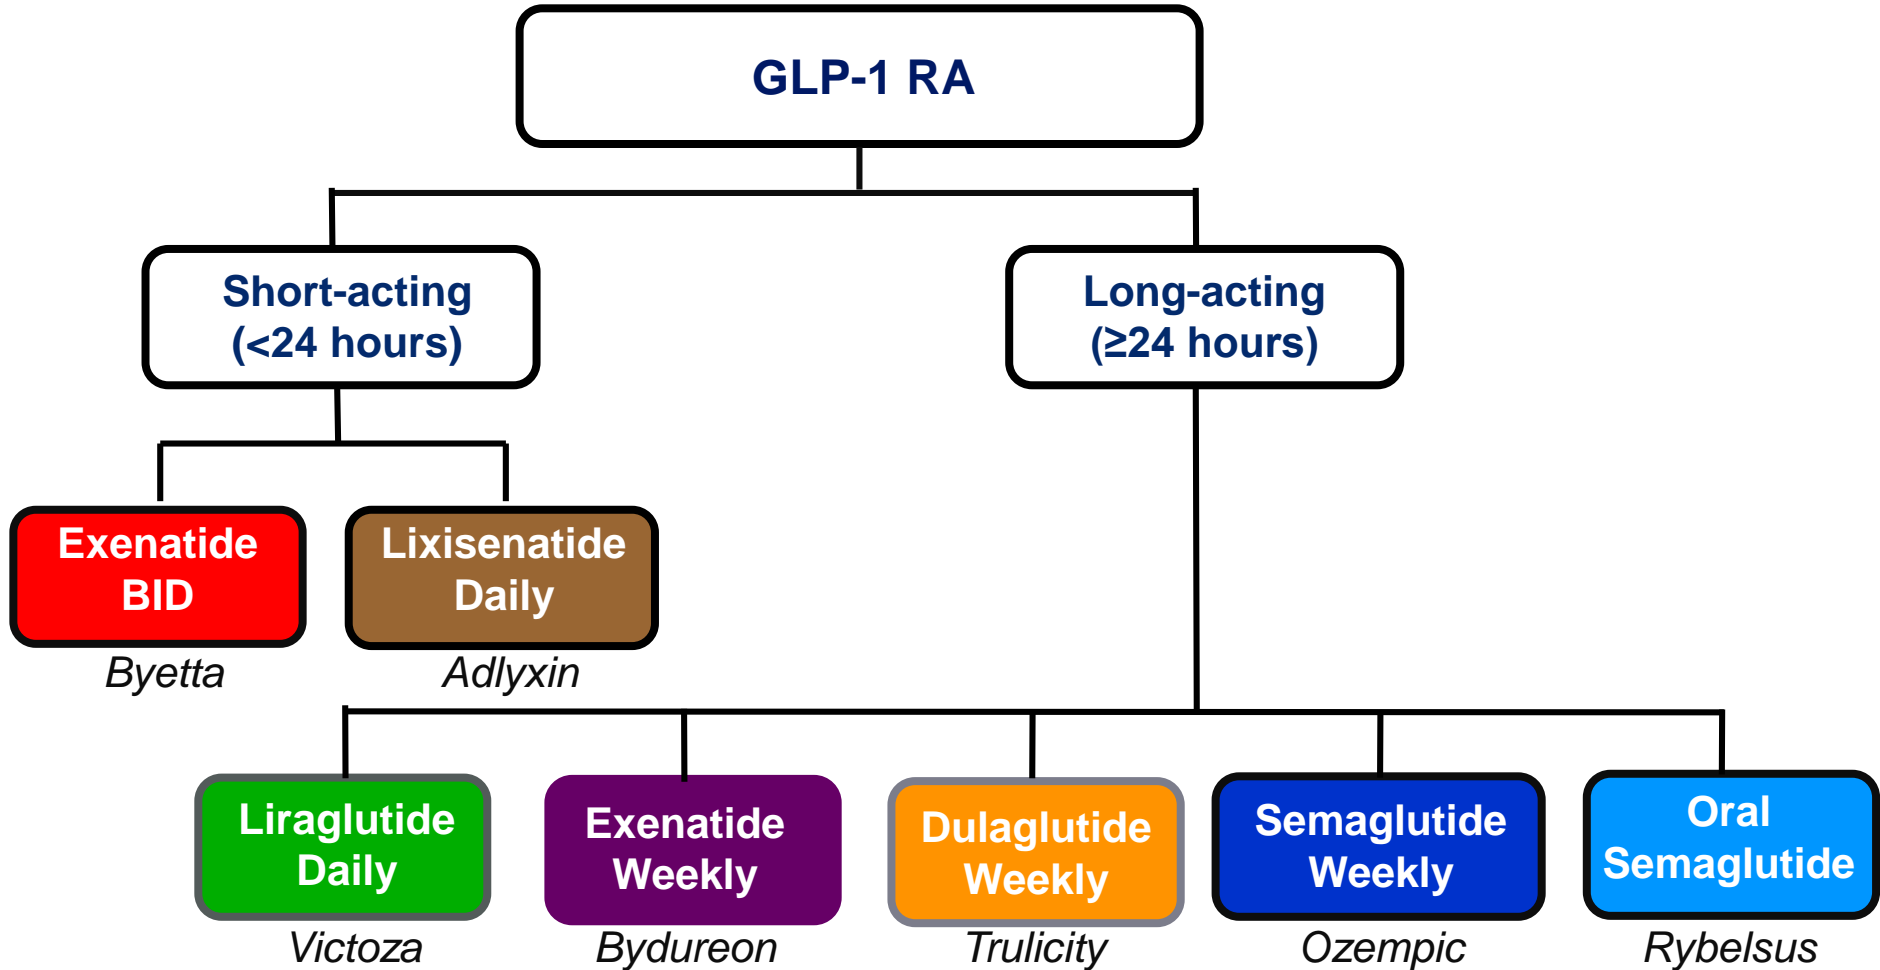 GLP-1 RA
Short-acting
(<24 hours)
Long-acting
(≥24 hours)
Exenatide
BID
Lixisenatide
Daily
Byetta
Adlyxin
Liraglutide
Daily
Exenatide
Weekly
Dulaglutide
Weekly
Semaglutide
Weekly
Oral
Semaglutide
Victoza
Bydureon
Trulicity
Ozempic
Rybelsus